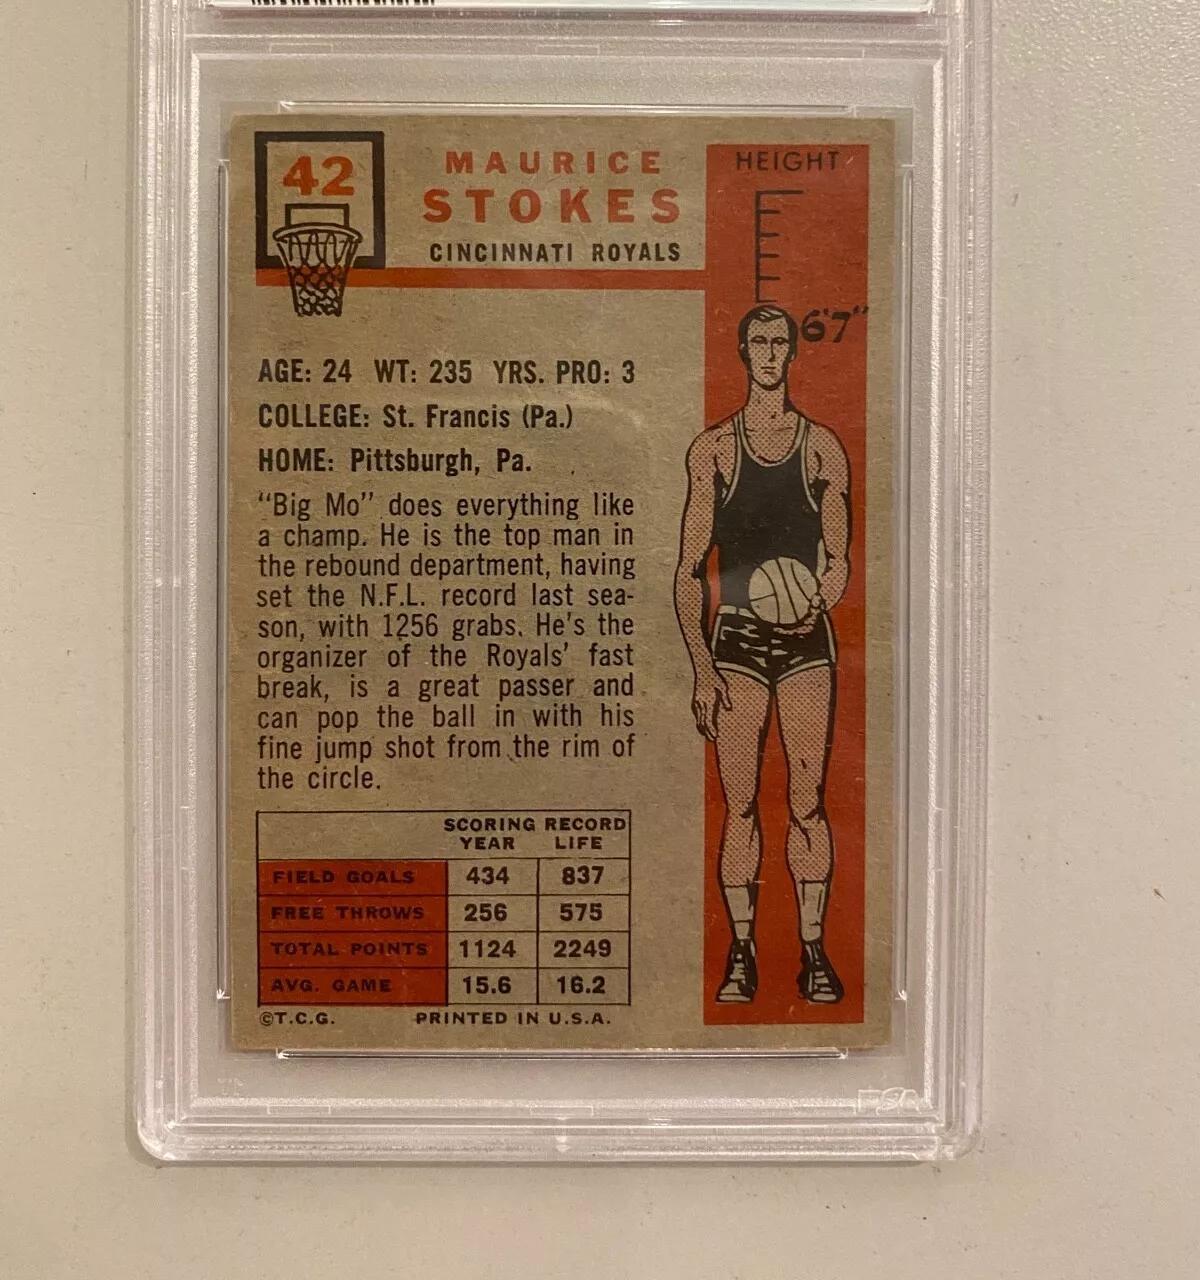 42
MAURICE
STOKES
CINCINNATI ROYALS
HEIGHT
6'7"
AGE: 24 WT: 235 YRS. PRO: 3
COLLEGE: St. Francis (Pa.)
HOME: Pittsburgh, Pa.
"Big Mo" does everything like
a champ. He is the top man in
the rebound department, having
set the N.F.L. record last sea-
son, with 1256 grabs. He's the
organizer of the Royals' fast
break, is a great passer and
can pop the ball in with his
fine jump shot from the rim of
the circle.
SCORING RECORD
YEAR LIFE
FIELD GOALS 434 837
FREE THROWS 256 575
TOTAL POINTS 1124 2249
AVG. GAME 15.6 16.2
©T.C.G. PRINTED IN U.S.A.
PSA